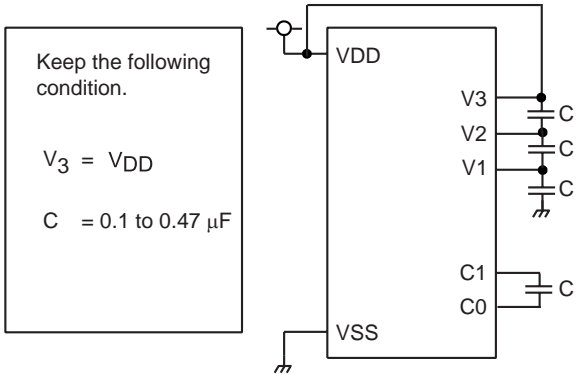 Keep the following
condition.
V3 = VDD
C = 0.1 to 0.47 μF
VDD
V3
C
V2
C
V1
C
C1
C
C0
VSS